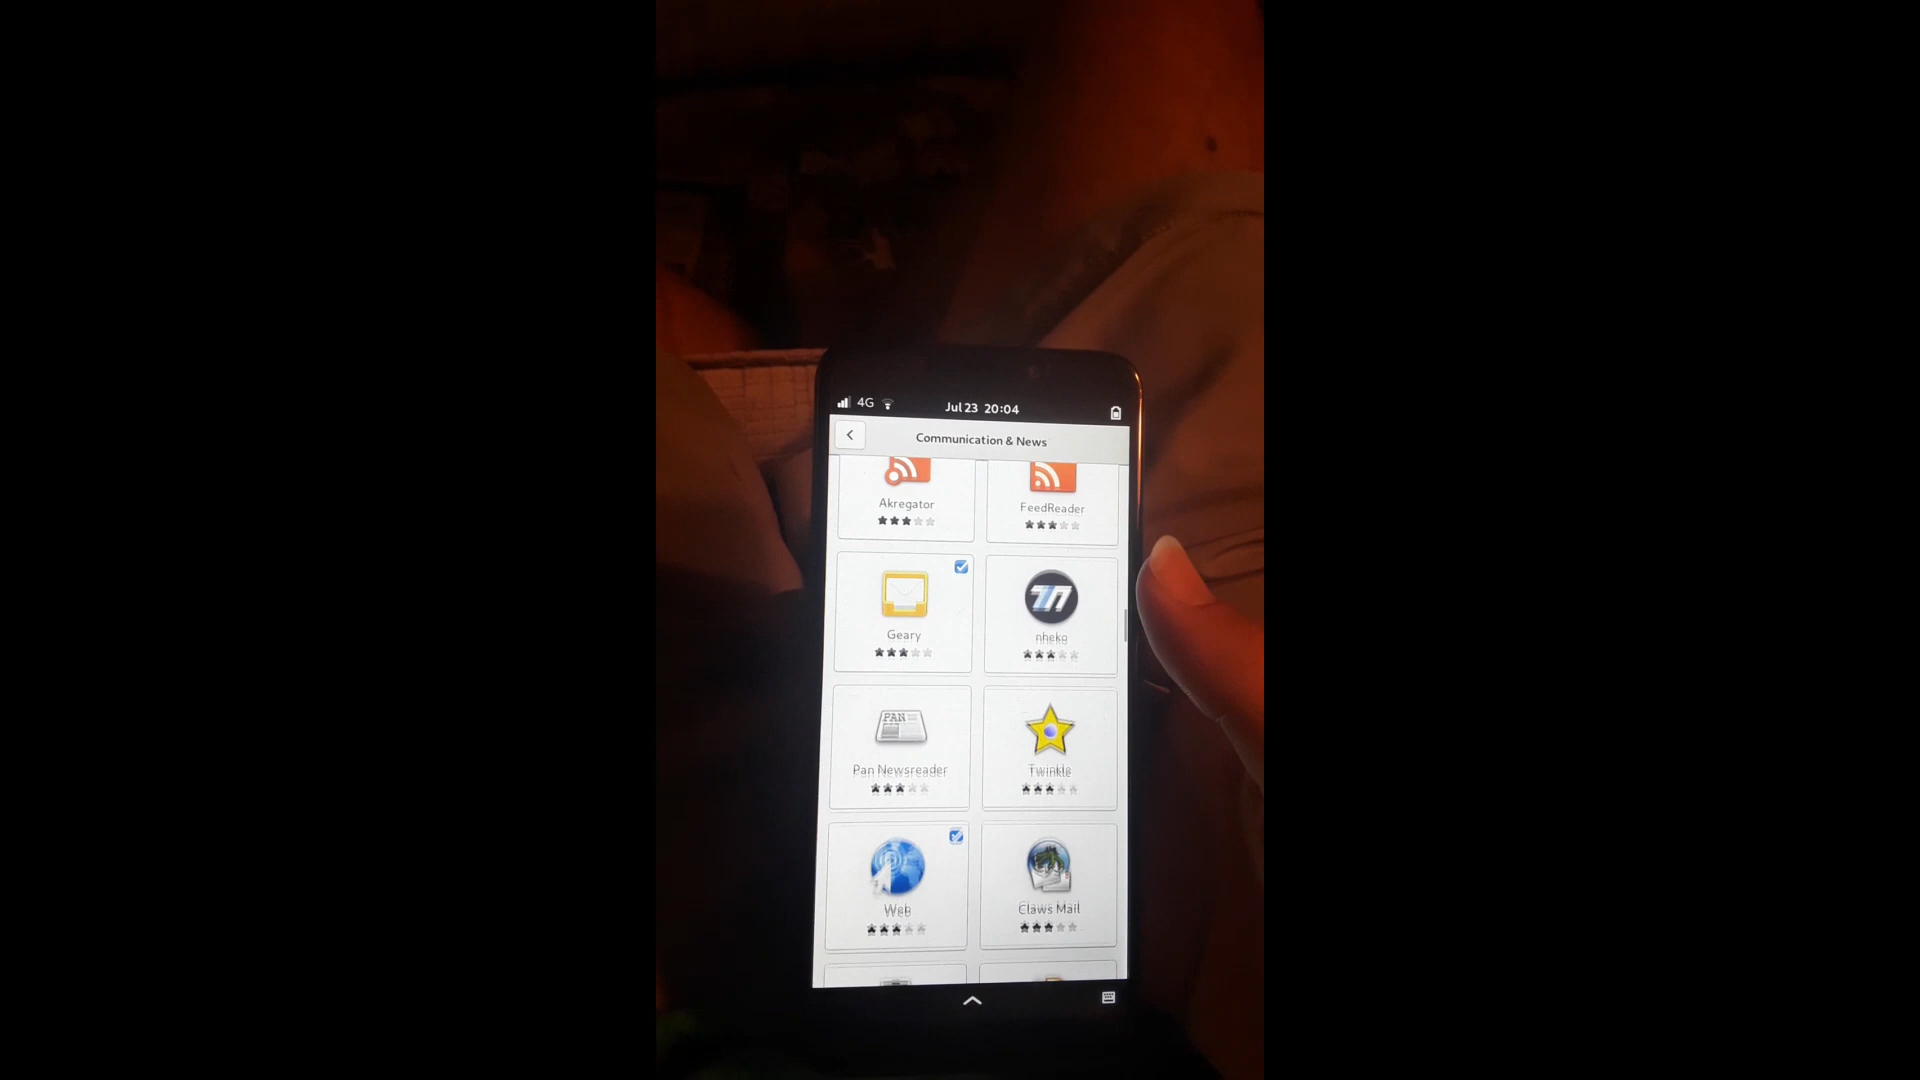 4G
Jul 23 20:04
Communication & News
Akregator
FeedReader
Geary
nheko
PAN
Pan Newsreader
Twinkle
Web
Claws Mail